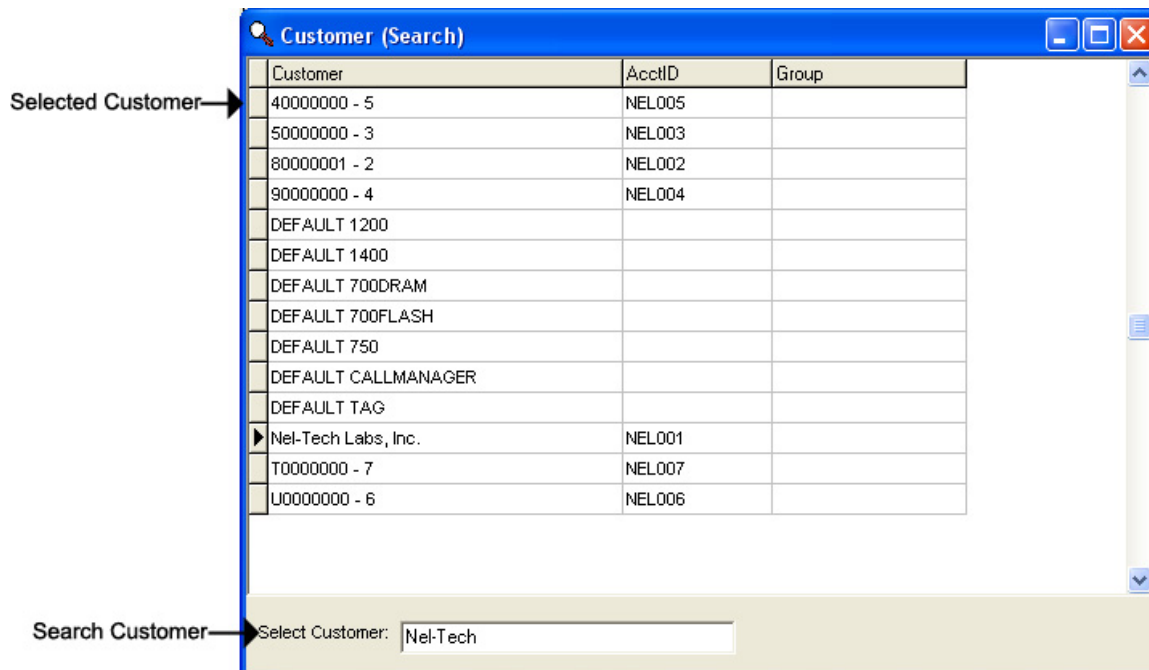 Customer (Search)
Customer AcctID Group
Selected Customer 40000000 - 5 NEL005
50000000 - 3 NEL003
80000001 - 2 NEL002
90000000 - 4 NEL004
DEFAULT 1200
DEFAULT 1400
DEFAULT 700DRAM
DEFAULT 700FLASH
DEFAULT 750
DEFAULT CALLMANAGER
DEFAULT TAG
Nel-Tech Labs, Inc. NEL001
T0000000 - 7 NEL007
U0000000 - 6 NEL006
Search Customer Select Customer: Nel-Tech